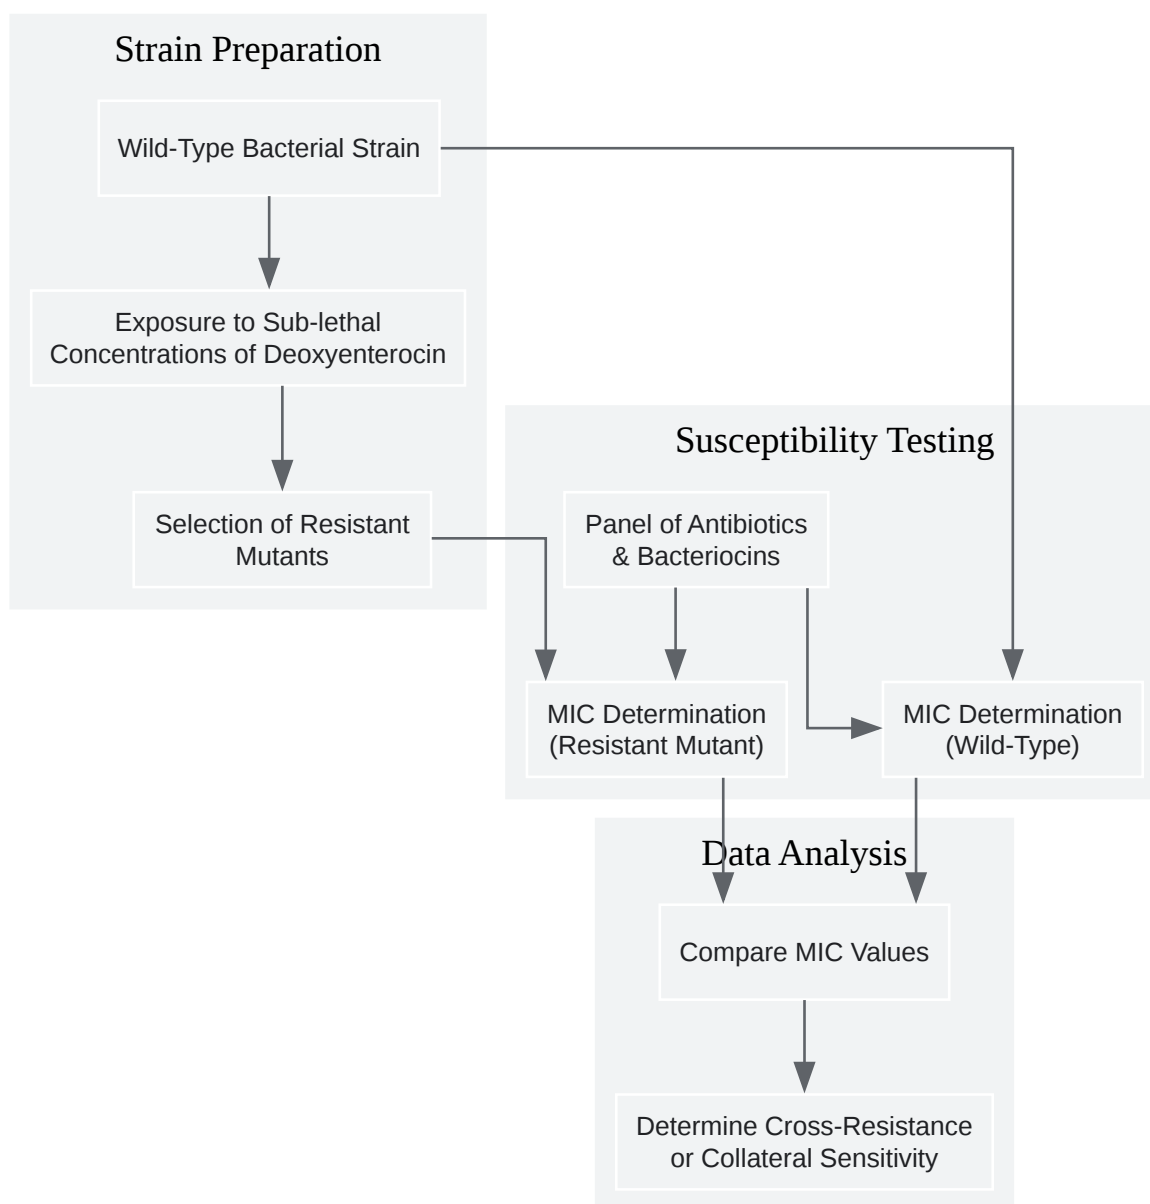 Strain Preparation
Wild-Type Bacterial Strain
Exposure to Sub-lethal
Concentrations of Deoxyenterocin
Selection of Resistant
Mutants
Susceptibility Testing
Panel of Antibiotics
& Bacteriocins
MIC Determination
(Resistant Mutant)
MIC Determination
(Wild-Type)
Data Analysis
Compare MIC Values
Determine Cross-Resistance
or Collateral Sensitivity